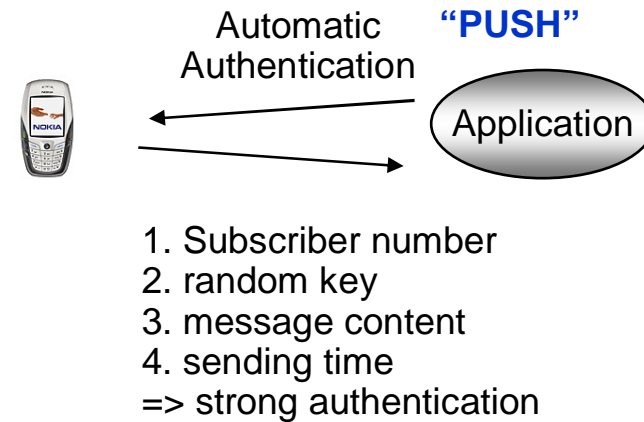 Automatic “PUSH”
Authentication
Application
NOKIA
1. Subscriber number
2. random key
3. message content
4. sending time
=> strong authentication